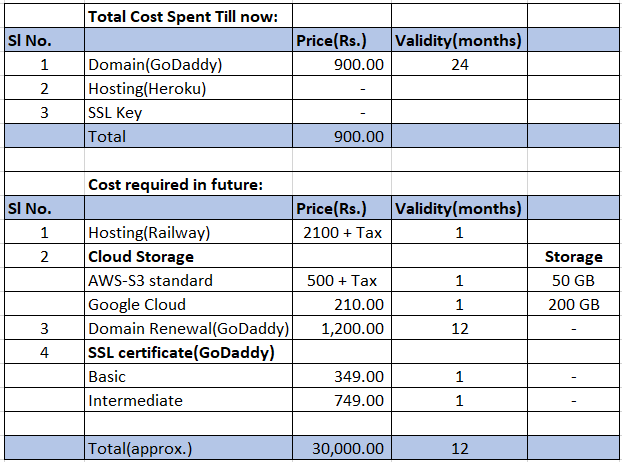 Total Cost Spent Till now:
Sl No. Price(Rs.) Validity(months)
1 Domain(GoDaddy) 900.00 24
2 Hosting(Heroku) -
3 SSL Key -
Total 900.00
Cost required in future:
Sl No. Price(Rs.) Validity(months)
1 Hosting(Railway) 2100 + Tax 1
2 Cloud Storage Storage
AWS-S3 standard 500 + Tax 1 50 GB
Google Cloud 210.00 1 200 GB
3 Domain Renewal(GoDaddy) 1,200.00 12 -
4 SSL certificate(GoDaddy)
Basic 349.00 1 -
Intermediate 749.00 1 -
Total(approx.) 30,000.00 12